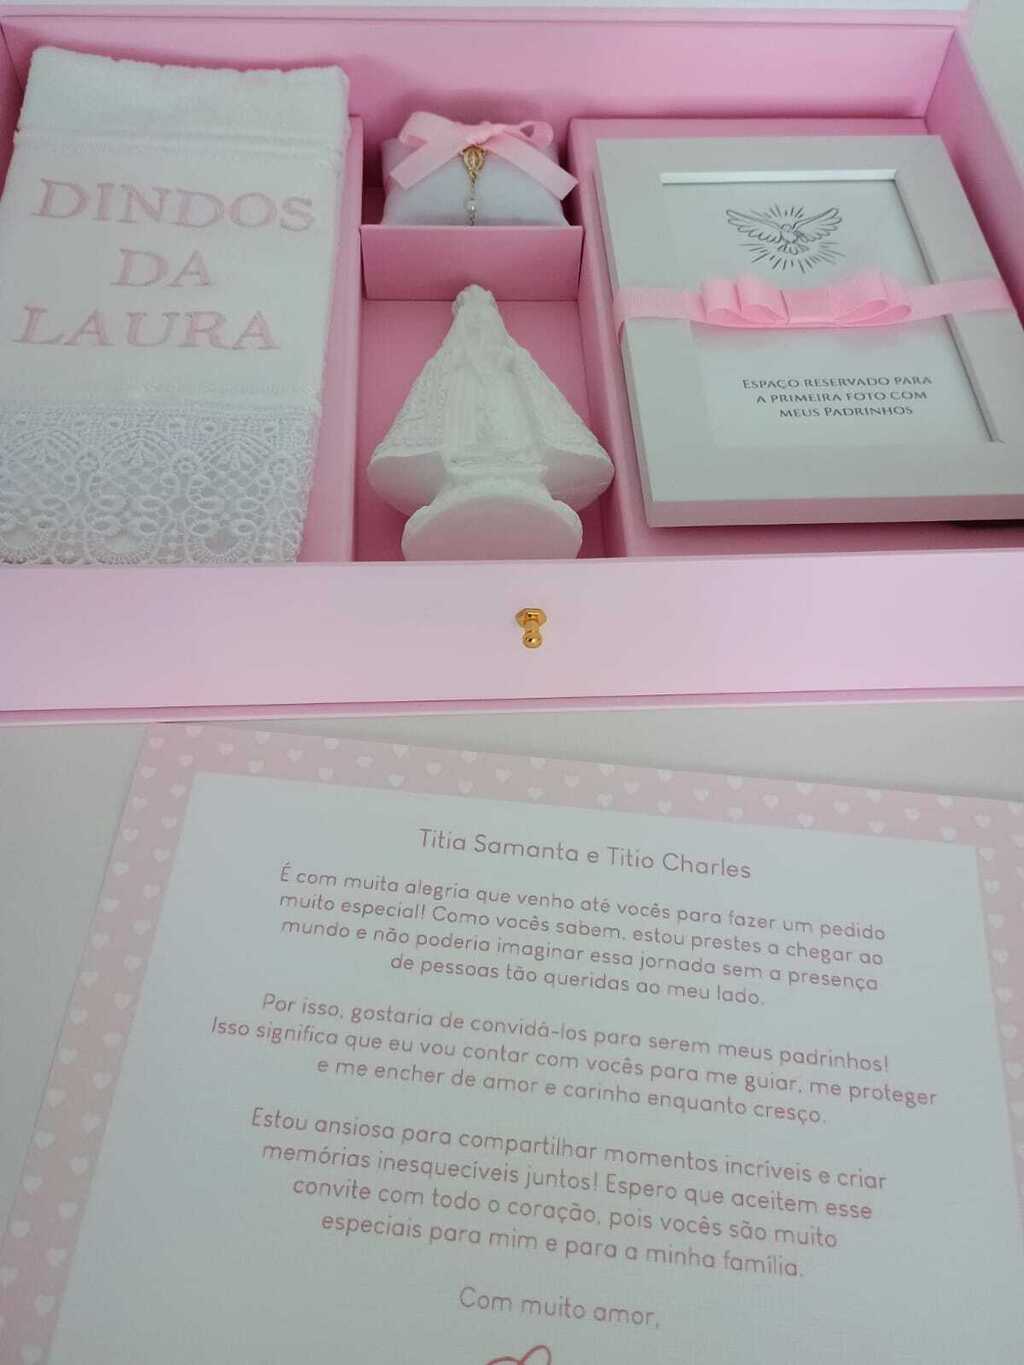 DINDOS
DA
LAURA
ESPAÇO RESERVADO PARA
A PRIMEIRA FOTO COM
MEUS PADRINHOS
Titia Samanta e Titio Charles
É com muita alegria que venho até vocês para fazer um pedido
muito especial! Como vocês sabem, estou prestes a chegar ao
mundo e não poderia imaginar essa jornada sem a presença
de pessoas tão queridas ao meu lado.
Por isso, gostaria de convidá-los para serem meus padrinhos!
Isso significa que eu vou contar com vocês para me guiar, me proteger
e me encher de amor e carinho enquanto cresço.
Estou ansiosa para compartilhar momentos incríveis e criar
memórias inesquecíveis juntos! Espero que aceitem esse
convite com todo o coração, pois vocês são muito
especiais para mim e para a minha família.
Com muito amor,